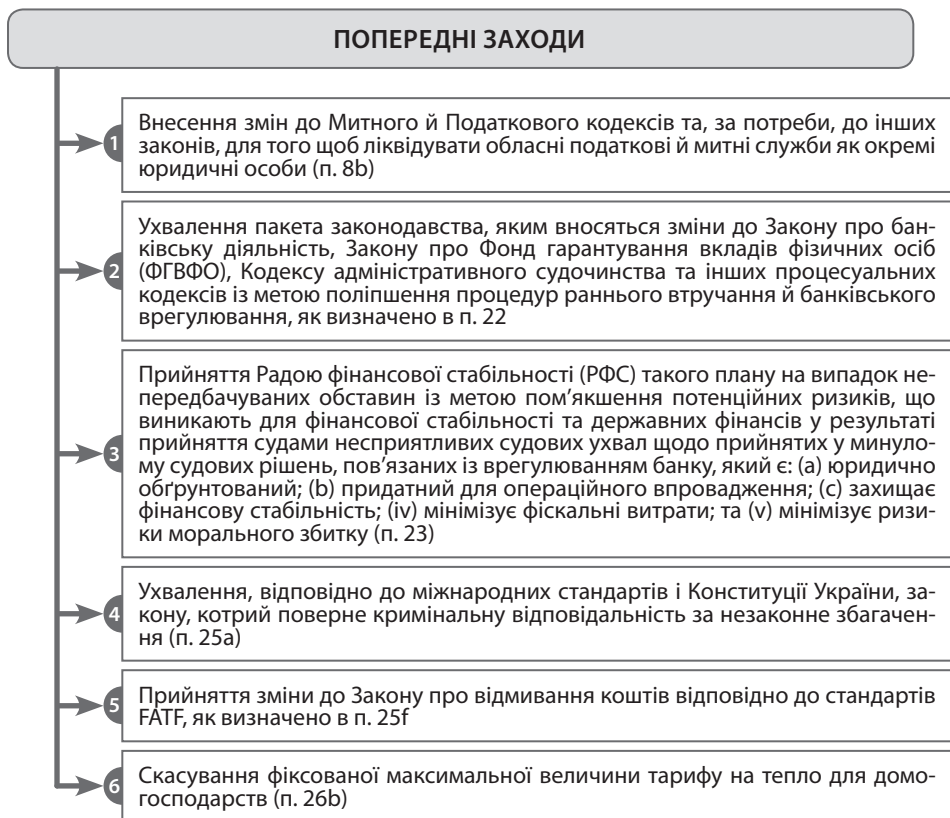 ПОПЕРЕДНІ ЗАХОДИ
1
Внесення змін до Митного й Податкового кодексів та, за потреби, до інших
законів, для того щоб ліквідувати обласні податкові й митні служби як окремі
юридичні особи (п. 8b)
2
Ухвалення пакета законодавства, яким вносяться зміни до Закону про бан-
ківську діяльність, Закону про Фонд гарантування вкладів фізичних осіб
(ФГВФО), Кодексу адміністративного судочинства та інших процесуальних
кодексів із метою поліпшення процедур раннього втручання й банківського
врегулювання, як визначено в п. 22
3
Прийняття Радою фінансової стабільності (РФС) такого плану на випадок не-
передбачуваних обставин із метою пом’якшення потенційних ризиків, що
виникають для фінансової стабільності та державних фінансів у результаті
прийняття судами несприятливих судових ухвал щодо прийнятих у минуло-
му судових рішень, пов’язаних із врегулюванням банку, який є: (a) юридично
обґрунтований; (b) придатний для операційного впровадження; (c) захищає
фінансову стабільність; (iv) мінімізує фіскальні витрати; та (v) мінімізує ризи-
ки морального збитку (п. 23)
4
Ухвалення, відповідно до міжнародних стандартів і Конституції України, за-
кону, котрий поверне кримінальну відповідальність за незаконне збагачен-
ня (п. 25a)
5
Прийняття зміни до Закону про відмивання коштів відповідно до стандартів
FATF, як визначено в п. 25f
6
Скасування фіксованої максимальної величини тарифу на тепло для домо-
господарств (п. 26b)